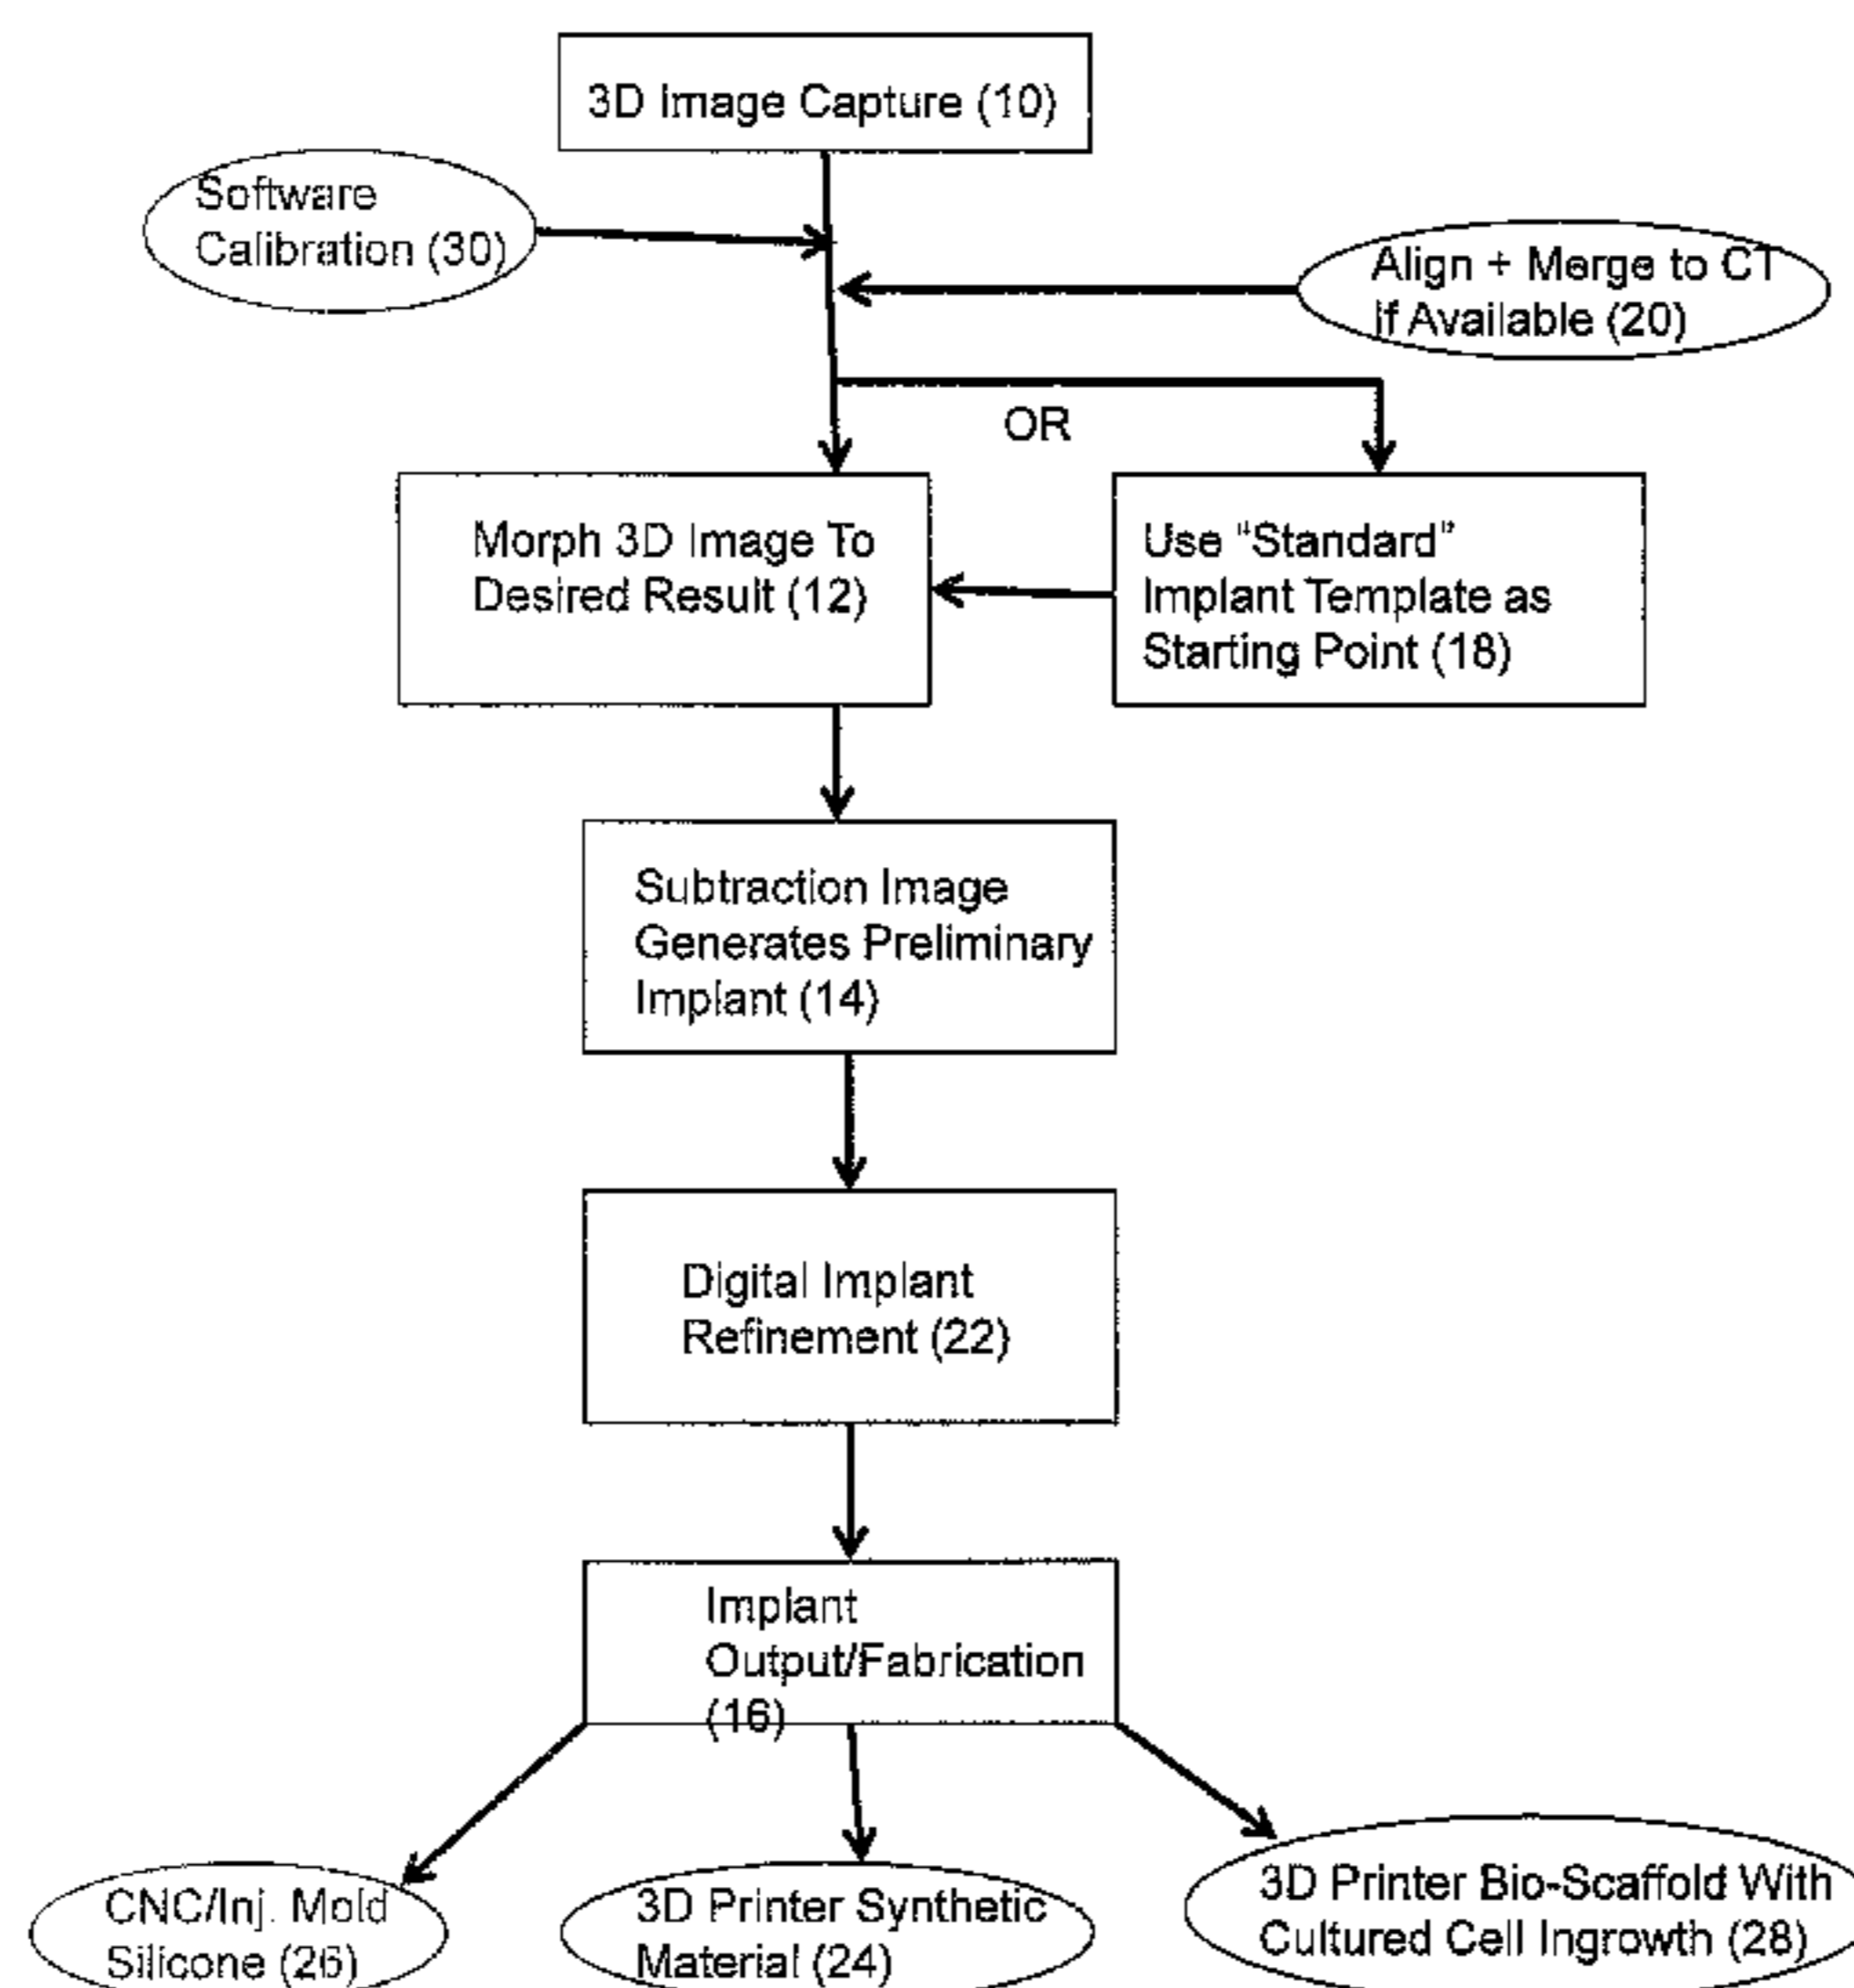 3D Image Capture (10)
Software
Calibration (30)
Align + Merge to CT
if Available (20)
OR
Morph 3D Image To
Desired Result (12)
Use "Standard"
Implant Template as
Starting Point (18)
Subtraction Image
Generates Preliminary
Implant (14)
Digital Implant
Refinement (22)
Implant
Output/Fabrication
(16)
CNC/Inj. Mold
Silicone (26)
3D Printer Synthetic
Material (24)
3D Printer Bio-Scaffold With
Cultured Cell Ingrowth (28)